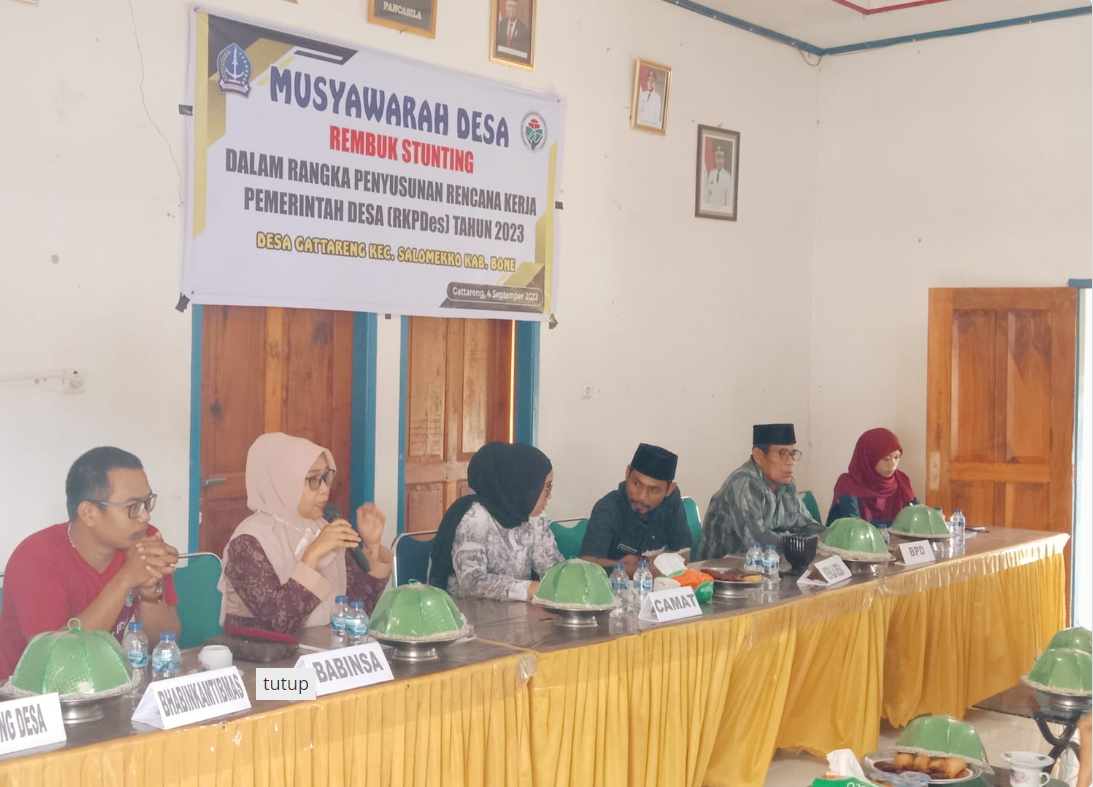 PANCASILA
MUSYAWARAH DESA
REMBUK STUNTING
DALAM RANGKA PENYUSUNAN RENCANA KERJA
PEMERINTAH DESA (RKPDes) TAHUN 2023
DESA GATTARENG KEC. SALOMEKKO KAB. BONE
Gattareng, 4 September 2022
NG DESA
BHABINKAMTIBMAS
tutup
BABINSA
CAMAT
BPD